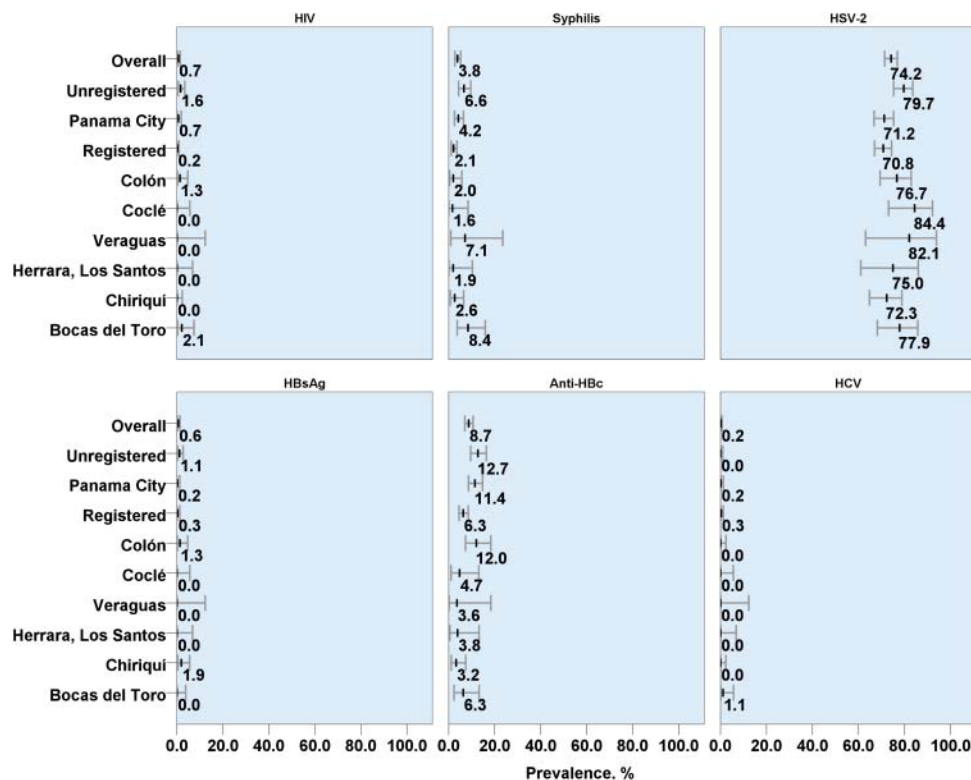 HIV Syphilis HSV-2
Overall 0.7 3.8 74.2
Unregistered 1.6 6.6 79.7
Panama City 0.7 4.2 71.2
Registered 0.2 2.1 70.8
Colón 1.3 2.0 76.7
Coclé 0.0 1.6 84.4
Veraguas 0.0 7.1 82.1
Herrara, Los Santos 0.0 1.9 75.0
Chiriquí 0.0 2.6 72.3
Bocas del Toro 2.1 8.4 77.9
HBsAg Anti-HBc HCV
Overall 0.6 8.7 0.2
Unregistered 1.1 12.7 0.0
Panama City 0.2 11.4 0.2
Registered 0.3 6.3 0.3
Colón 1.3 12.0 0.0
Coclé 0.0 4.7 0.0
Veraguas 0.0 3.6 0.0
Herrara, Los Santos 0.0 3.8 0.0
Chiriquí 1.9 3.2 0.0
Bocas del Toro 0.0 6.3 1.1
0.0 20.0 40.0 60.0 80.0 100.0 0.0 20.0 40.0 60.0 80.0 100.0 0.0 20.0 40.0 60.0 80.0 100.0
Prevalence, %